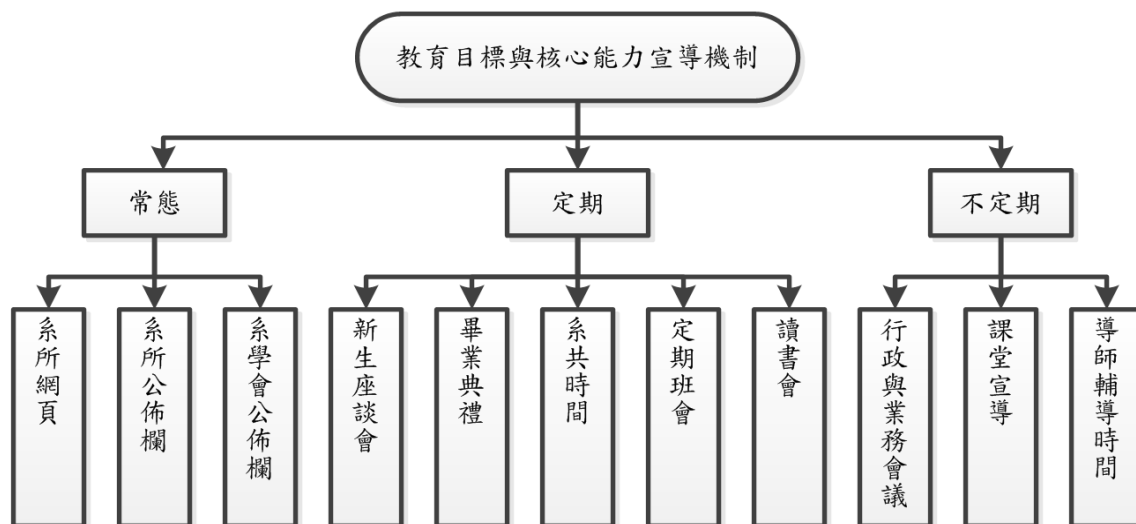 教育目標與核心能力宣導機制
常態
定期
不定期
系所網頁
系所公佈欄
系學會公佈欄
新生座談會
畢業典禮
系共時間
定期班會
讀書會
行政與業務會議
課堂宣導
導師輔導時間